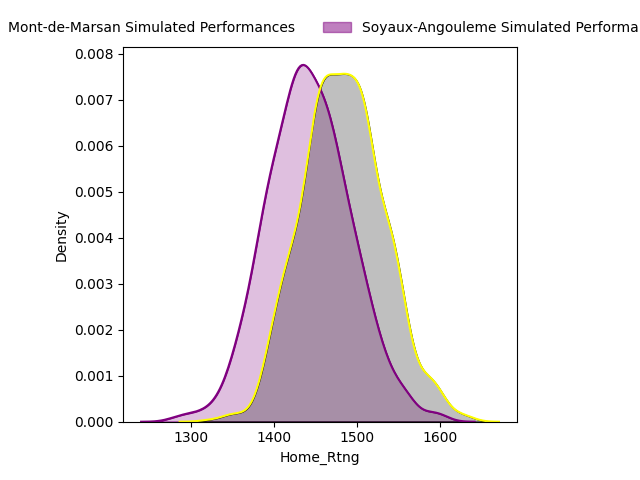 Mont-de-Marsan Simulated Performances Soyaux-Angouleme Simulated Performa
0.008
0.007
0.006
0.005
0.004
0.003
0.002
0.001
0.000
Density
1300 1400 1500 1600
Home_Rtng